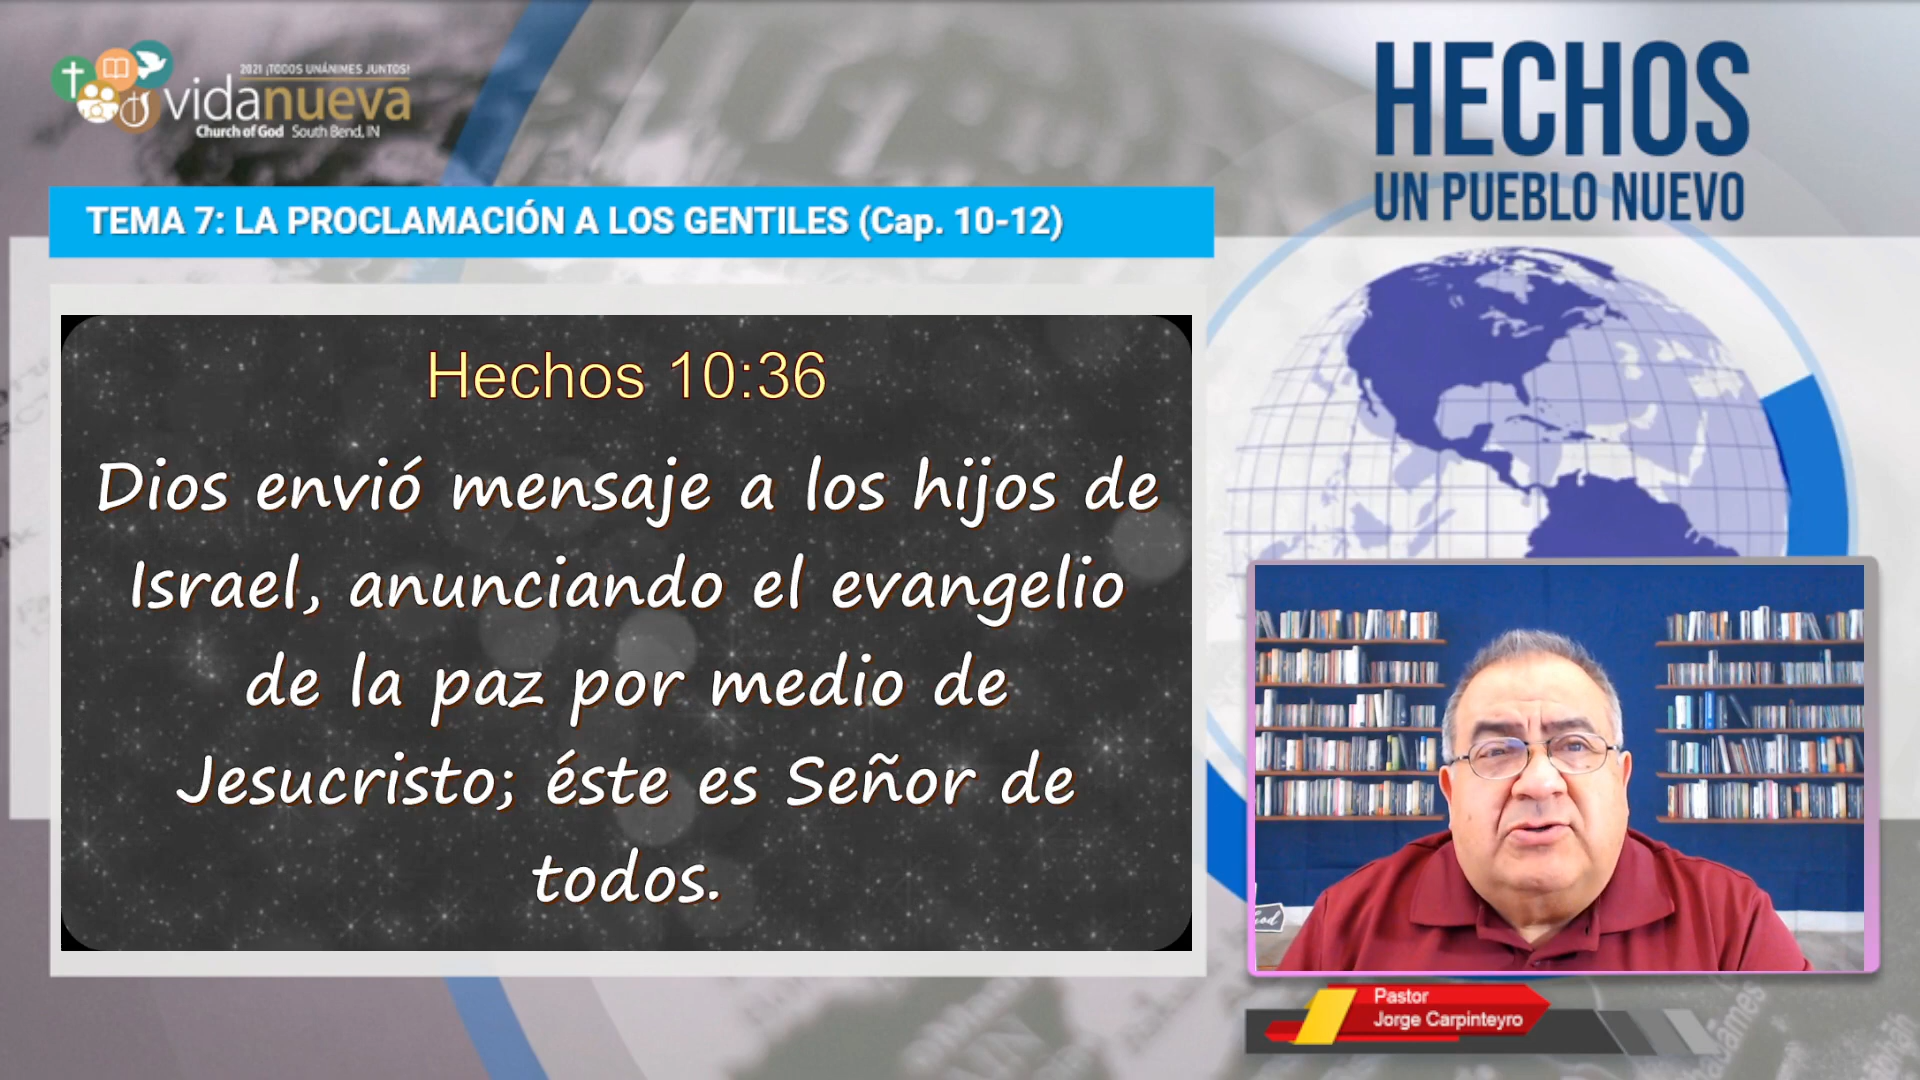 2021 ¡TODOS UNÁNIMES JUNTOS!
vidanueva
Church of God South Bend, IN
HECHOS
UN PUEBLO NUEVO
TEMA 7: LA PROCLAMACIÓN A LOS GENTILES (Cap. 10-12)
Hechos 10:36
Dios envió mensaje a los hijos de
Israel, anunciando el evangelio
de la paz por medio de
Jesucristo; éste es Señor de
todos.
Pastor
Jorge Carpinteyro